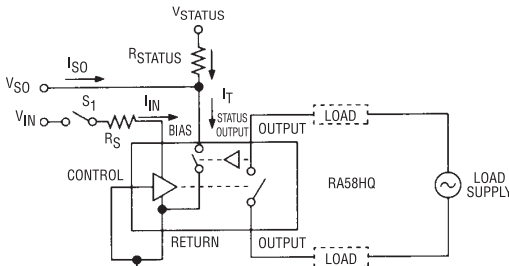 VSTATUS
RSTATUS
ISO
VSO
IT
S1
IIN
VIN
RS
BIAS
STATUS
OUTPUT
OUTPUT
LOAD
CONTROL
RA58HQ
LOAD
SUPPLY
RETURN
OUTPUT
LOAD